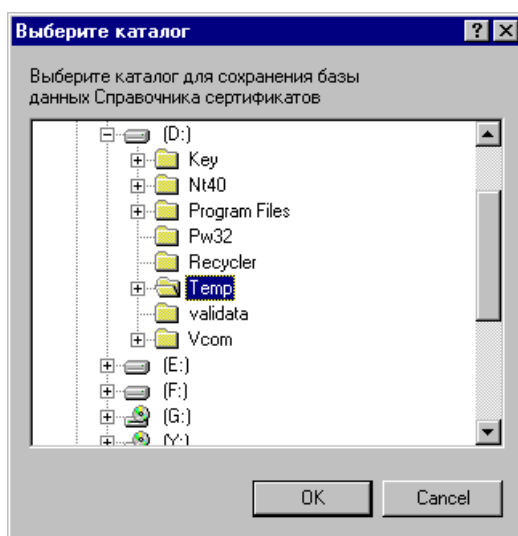 Выберите каталог
Выберите каталог для сохранения базы
данных Справочника сертификатов
(D:)
Key
Nt40
Program Files
Pw32
Recycler
Temp
validata
Vcom
(E:)
(F:)
(G:)
(Y:)
OK
Cancel